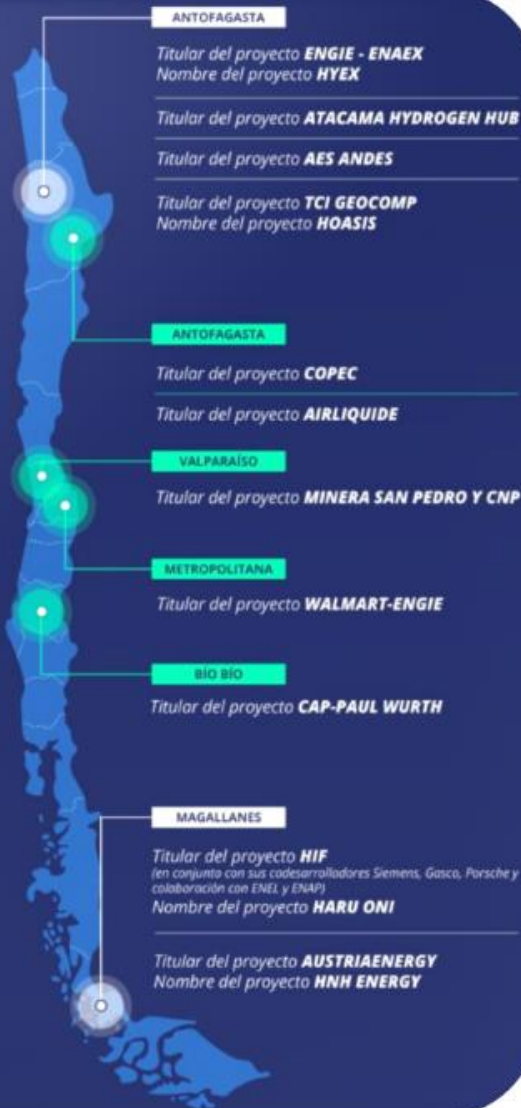 ANTOFAGASTA
Titular del proyecto ENGIE - ENAEX
Nombre del proyecto HYEX
Titular del proyecto ATACAMA HYDROGEN HUB
Titular del proyecto AES ANDES
Titular del proyecto TCI GEOCOMP
Nombre del proyecto HOASIS
ANTOFAGASTA
Titular del proyecto COPEC
Titular del proyecto AIRLIQUIDE
VALPARAÍSO
Titular del proyecto MINERA SAN PEDRO Y CNP
METROPOLITANA
Titular del proyecto WALMART-ENGIE
BÍO BÍO
Titular del proyecto CAP-PAUL WURTH
MAGALLANES
Titular del proyecto HIF
(en conjunto con sus codesarrolladores Siemens, Gasco, Porsche y
colaboración con ENEL y ENAP)
Nombre del proyecto HARU ONI
Titular del proyecto AUSTRIAENERGY
Nombre del proyecto HNH ENERGY